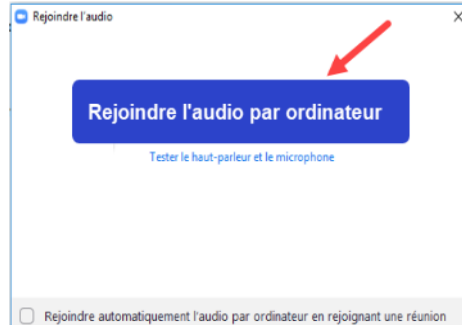 Rejoindre l'audio
Rejoindre l'audio par ordinateur
Tester le haut-parleur et le microphone
Rejoindre automatiquement l'audio par ordinateur en rejoignant une réunion